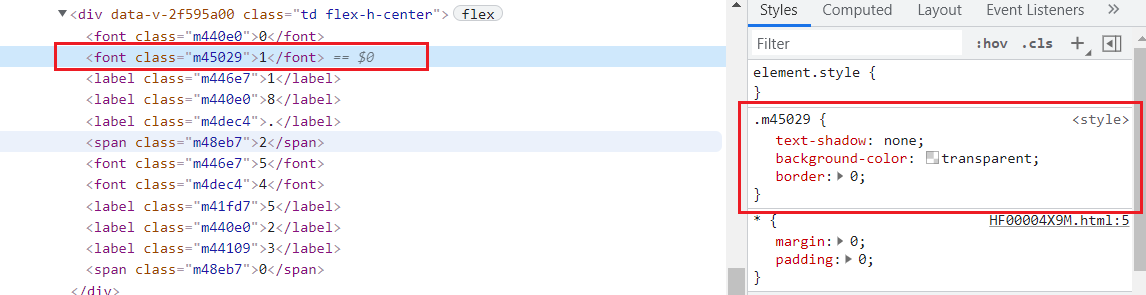 ▼<div data-v-2f595a00 class="td flex-h-center"> flex
<font class="m440e0">0</font>
<font class="m45029">1</font> == $0
<label class="m446e7">1</label>
<label class="m440e0">8</label>
<label class="m4dec4">.</label>
<span class="m48eb7">2</span>
<font class="m446e7">5</font>
<font class="m4dec4">4</font>
<label class="m41fd7">5</label>
<label class="m440e0">2</label>
<label class="m44109">3</label>
<span class="m48eb7">0</span>
</div>
Styles Computed Layout Event Listeners »
Filter :hov .cls +
element.style {
}
.m45029 { <style>
text-shadow: none;
background-color: transparent;
border:▶ 0;
}
* { HF00004X9M.html:5
margin:▶ 0;
padding:▶ 0;
}